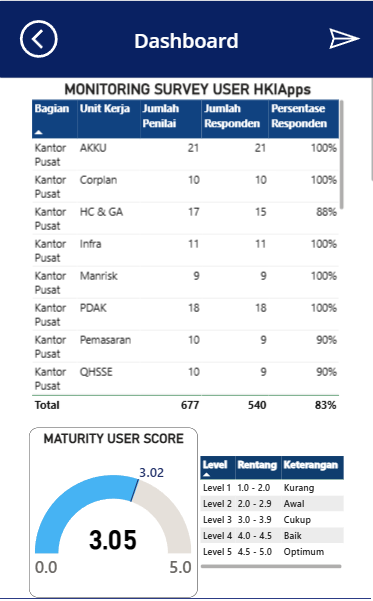 Dashboard
MONITORING SURVEY USER HKIApps
Bagian Unit Kerja Jumlah Penilai Jumlah Responden Persentase Responden
Kantor Pusat AKKU 21 21 100%
Kantor Pusat Corplan 10 10 100%
Kantor Pusat HC & GA 17 15 88%
Kantor Pusat Infra 11 11 100%
Kantor Pusat Manrisk 9 9 100%
Kantor Pusat PDAK 18 18 100%
Kantor Pusat Pemasaran 10 9 90%
Kantor Pusat QHSSE 10 9 90%
Total 677 540 83%
MATURITY USER SCORE
3.02
3.05
0.0 5.0
Level Rentang Keterangan
Level 1 1.0 - 2.0 Kurang
Level 2 2.0 - 2.9 Awal
Level 3 3.0 - 3.9 Cukup
Level 4 4.0 - 4.5 Baik
Level 5 4.5 - 5.0 Optimum